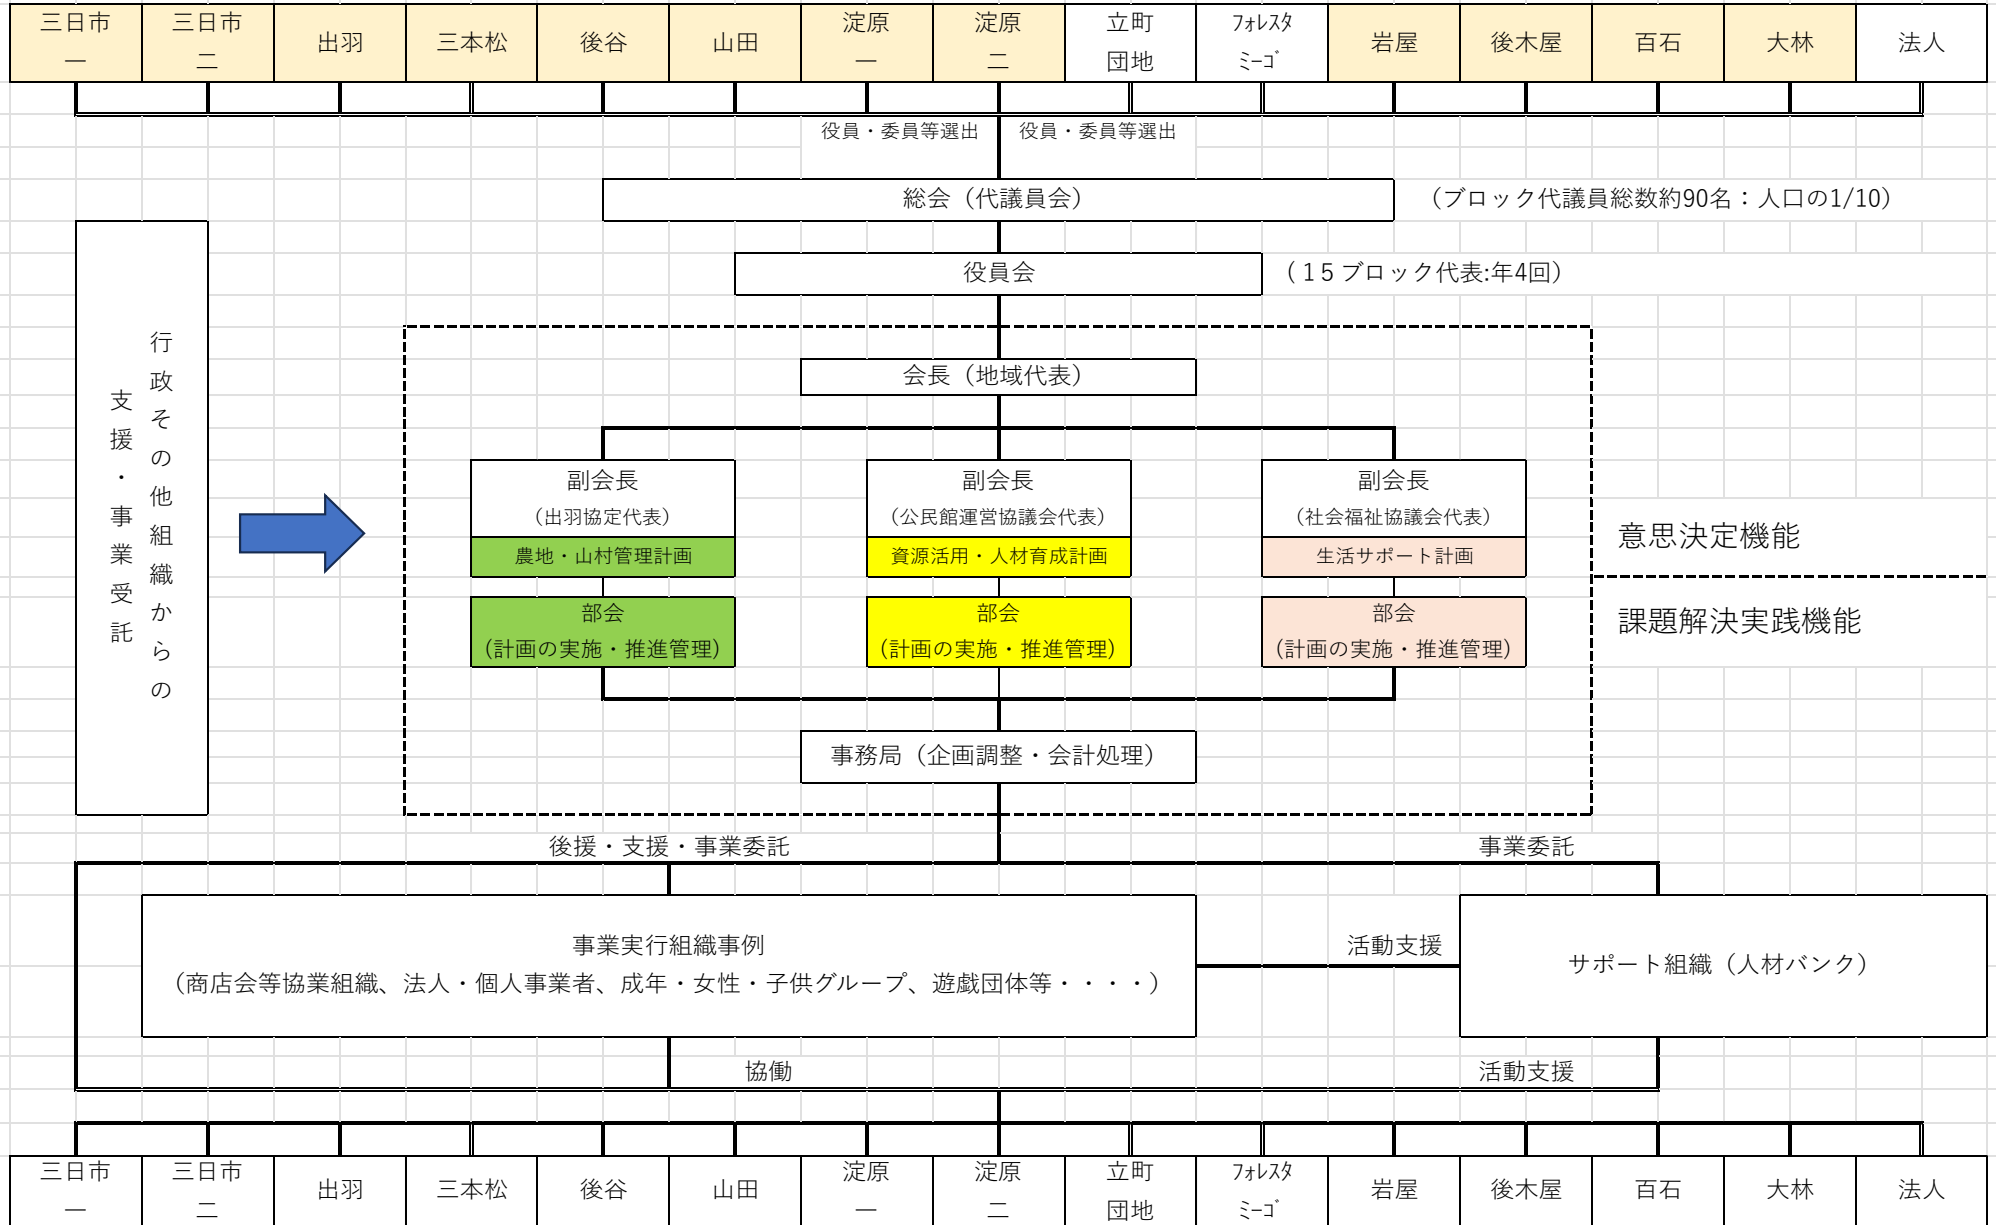 三日市
一
三日市
二
出羽
三本松
後谷
山田
淀原
一
淀原
二
立町
団地
ﾌｫﾚｽﾀ
ﾐｰｺﾞ
岩屋
後木屋
百石
大林
法人
役員・委員等選出
役員・委員等選出
総会（代議員会）
（ブロック代議員総数約90名：人口の1/10）
役員会
（１５ブロック代表:年4回）
行政その他組織からの
支援・事業受託
会長（地域代表）
副会長
（出羽協定代表）
農地・山村管理計画
副会長
（公民館運営協議会代表）
資源活用・人材育成計画
副会長
（社会福祉協議会代表）
生活サポート計画
意思決定機能
部会
（計画の実施・推進管理）
部会
（計画の実施・推進管理）
部会
（計画の実施・推進管理）
課題解決実践機能
事務局（企画調整・会計処理）
後援・支援・事業委託
事業委託
事業実行組織事例
（商店会等協業組織、法人・個人事業者、成年・女性・子供グループ、遊戯団体等・・・・）
活動支援
サポート組織（人材バンク）
協働
活動支援
三日市
一
三日市
二
出羽
三本松
後谷
山田
淀原
一
淀原
二
立町
団地
ﾌｫﾚｽﾀ
ﾐｰｺﾞ
岩屋
後木屋
百石
大林
法人